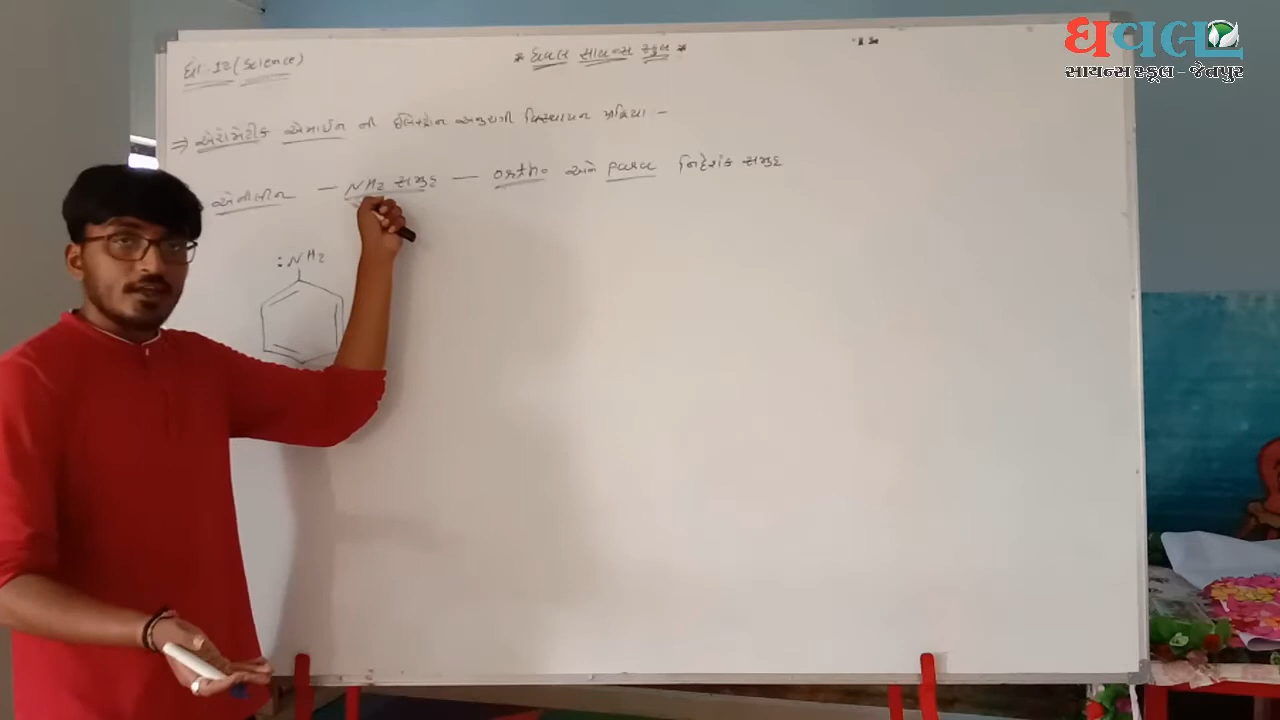 ધો-12 (Science)
* ધવલ સાયન્સ સ્કુલ *
ધવલ
સાયન્સ સ્કૂલ - જેતપુર
⇒ એરોમેટીક એમાઈન ની ઈલેક્ટ્રોન અનુરાગી વિસ્થાપન પ્રક્રિયા -
એનીલીન - NH2 સમુહ - ortho અને para નિર્દેશક સમુહ
:NH2